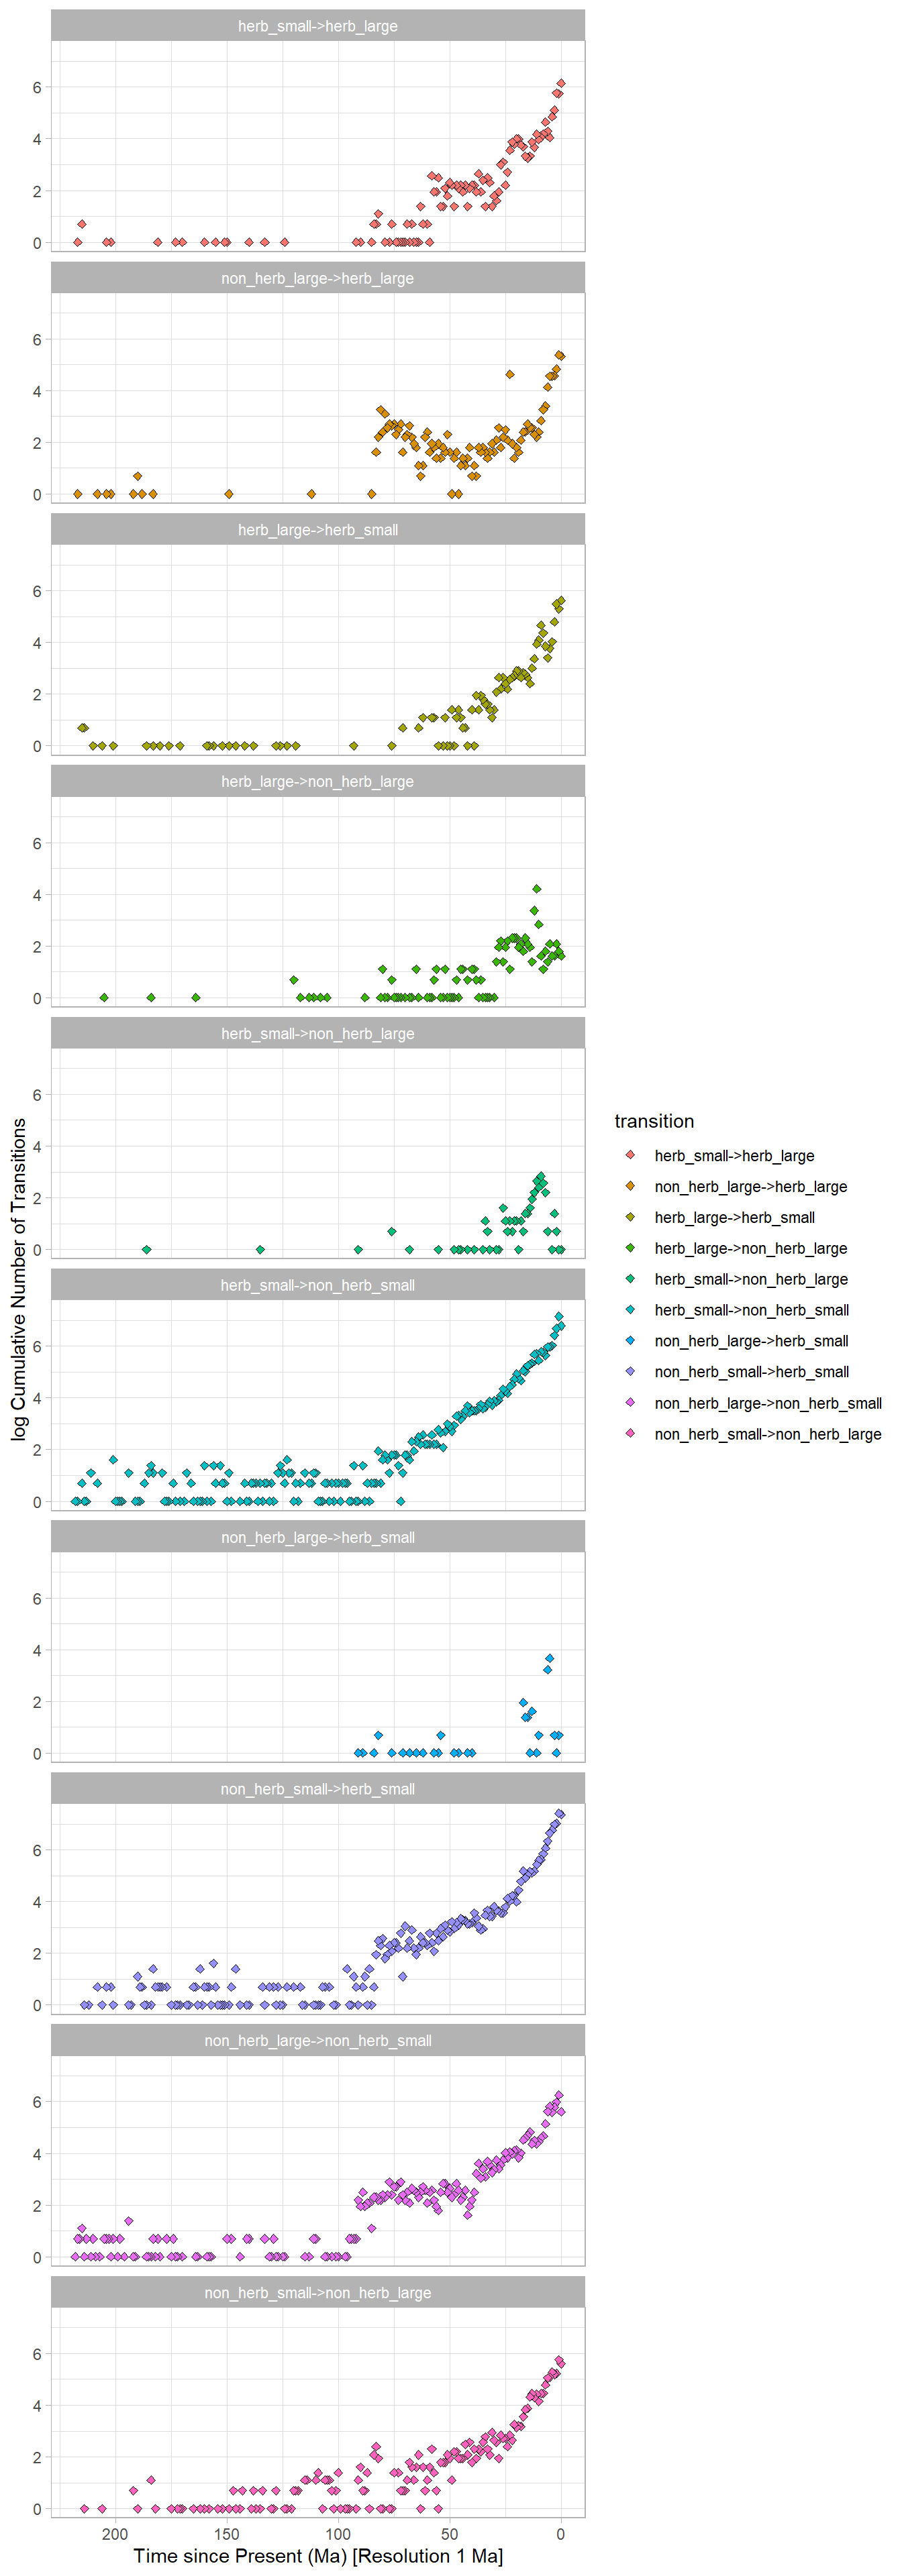 herb_small->herb_large
6
4
2
0
non_herb_large->herb_large
6
4
2
0
herb_large->herb_small
6
4
2
0
herb_large->non_herb_large
6
4
2
0
herb_small->non_herb_large
6
4
2
0
herb_small->non_herb_small
6
4
2
0
non_herb_large->herb_small
6
4
2
0
non_herb_small->herb_small
6
4
2
0
non_herb_large->non_herb_small
6
4
2
0
non_herb_small->non_herb_large
6
4
2
0
200 150 100 50 0
Time since Present (Ma) [Resolution 1 Ma]
log Cumulative Number of Transitions
transition
herb_small->herb_large
non_herb_large->herb_large
herb_large->herb_small
herb_large->non_herb_large
herb_small->non_herb_large
herb_small->non_herb_small
non_herb_large->herb_small
non_herb_small->herb_small
non_herb_large->non_herb_small
non_herb_small->non_herb_large